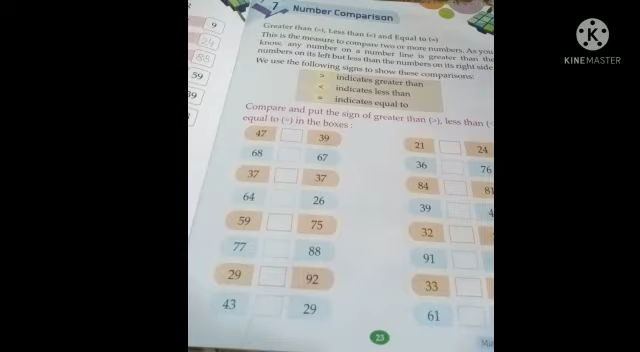 7 Number Comparison
Greater than (>), Less than (<) and Equal to (=)
This is the measure to compare two or more numbers. As you
know, any number on a number line is greater than the
numbers on its left but less than the numbers on its right side
We use the following signs to show these comparisons:
> indicates greater than
< indicates less than
= indicates equal to
Compare and put the sign of greater than (>), less than (<
equal to (=) in the boxes :
47 39
68 67
37 37
64 26
59 75
77 88
29 92
43 29
21 24
36 76
84 81
39 4
32
91
33
61
23
9
59
KINEMASTER